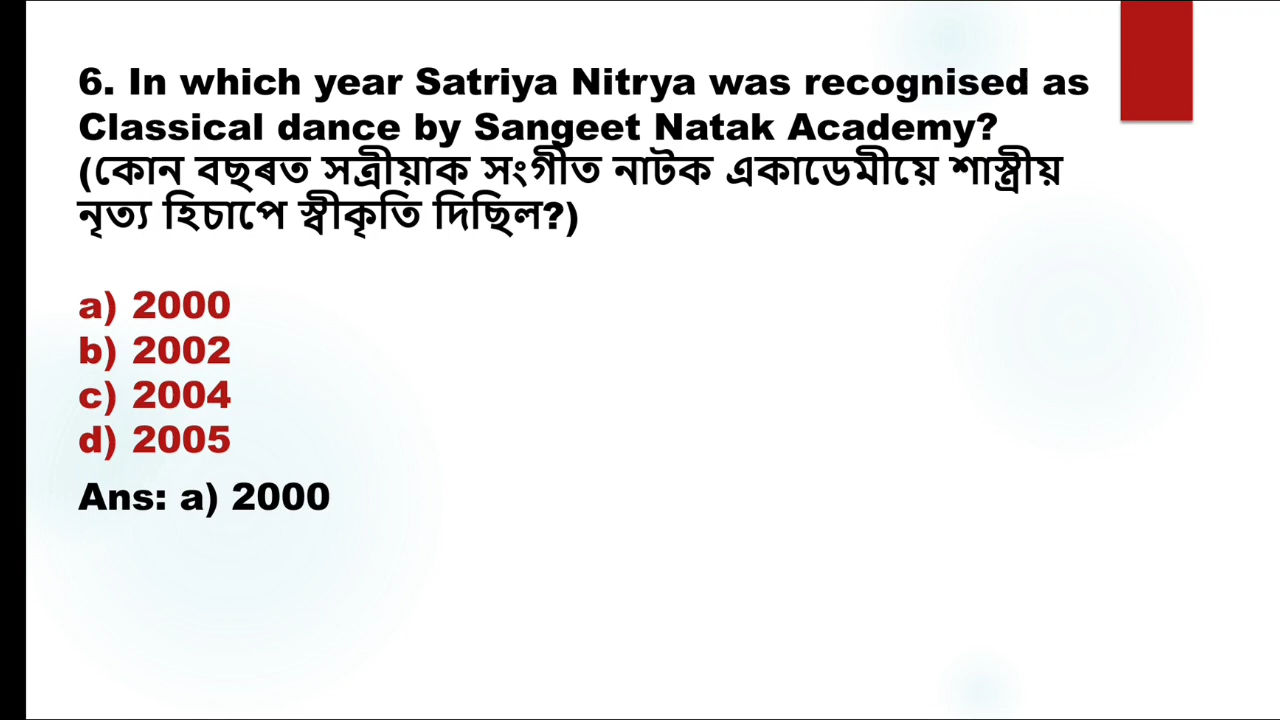 6. In which year Satriya Nitrya was recognised as
Classical dance by Sangeet Natak Academy?
(কোন বছৰত সত্ৰীয়াক সংগীত নাটক একাডেমীয়ে শাস্ত্ৰীয়
নৃত্য হিচাপে স্বীকৃতি দিছিল?)
a) 2000
b) 2002
c) 2004
d) 2005
Ans: a) 2000